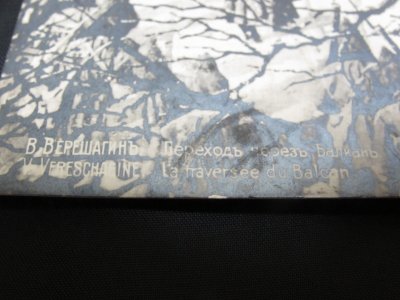 В. Верещагинъ. Переходъ черезъ Балканъ
V. Vereschaguine. La traversée du Balcan